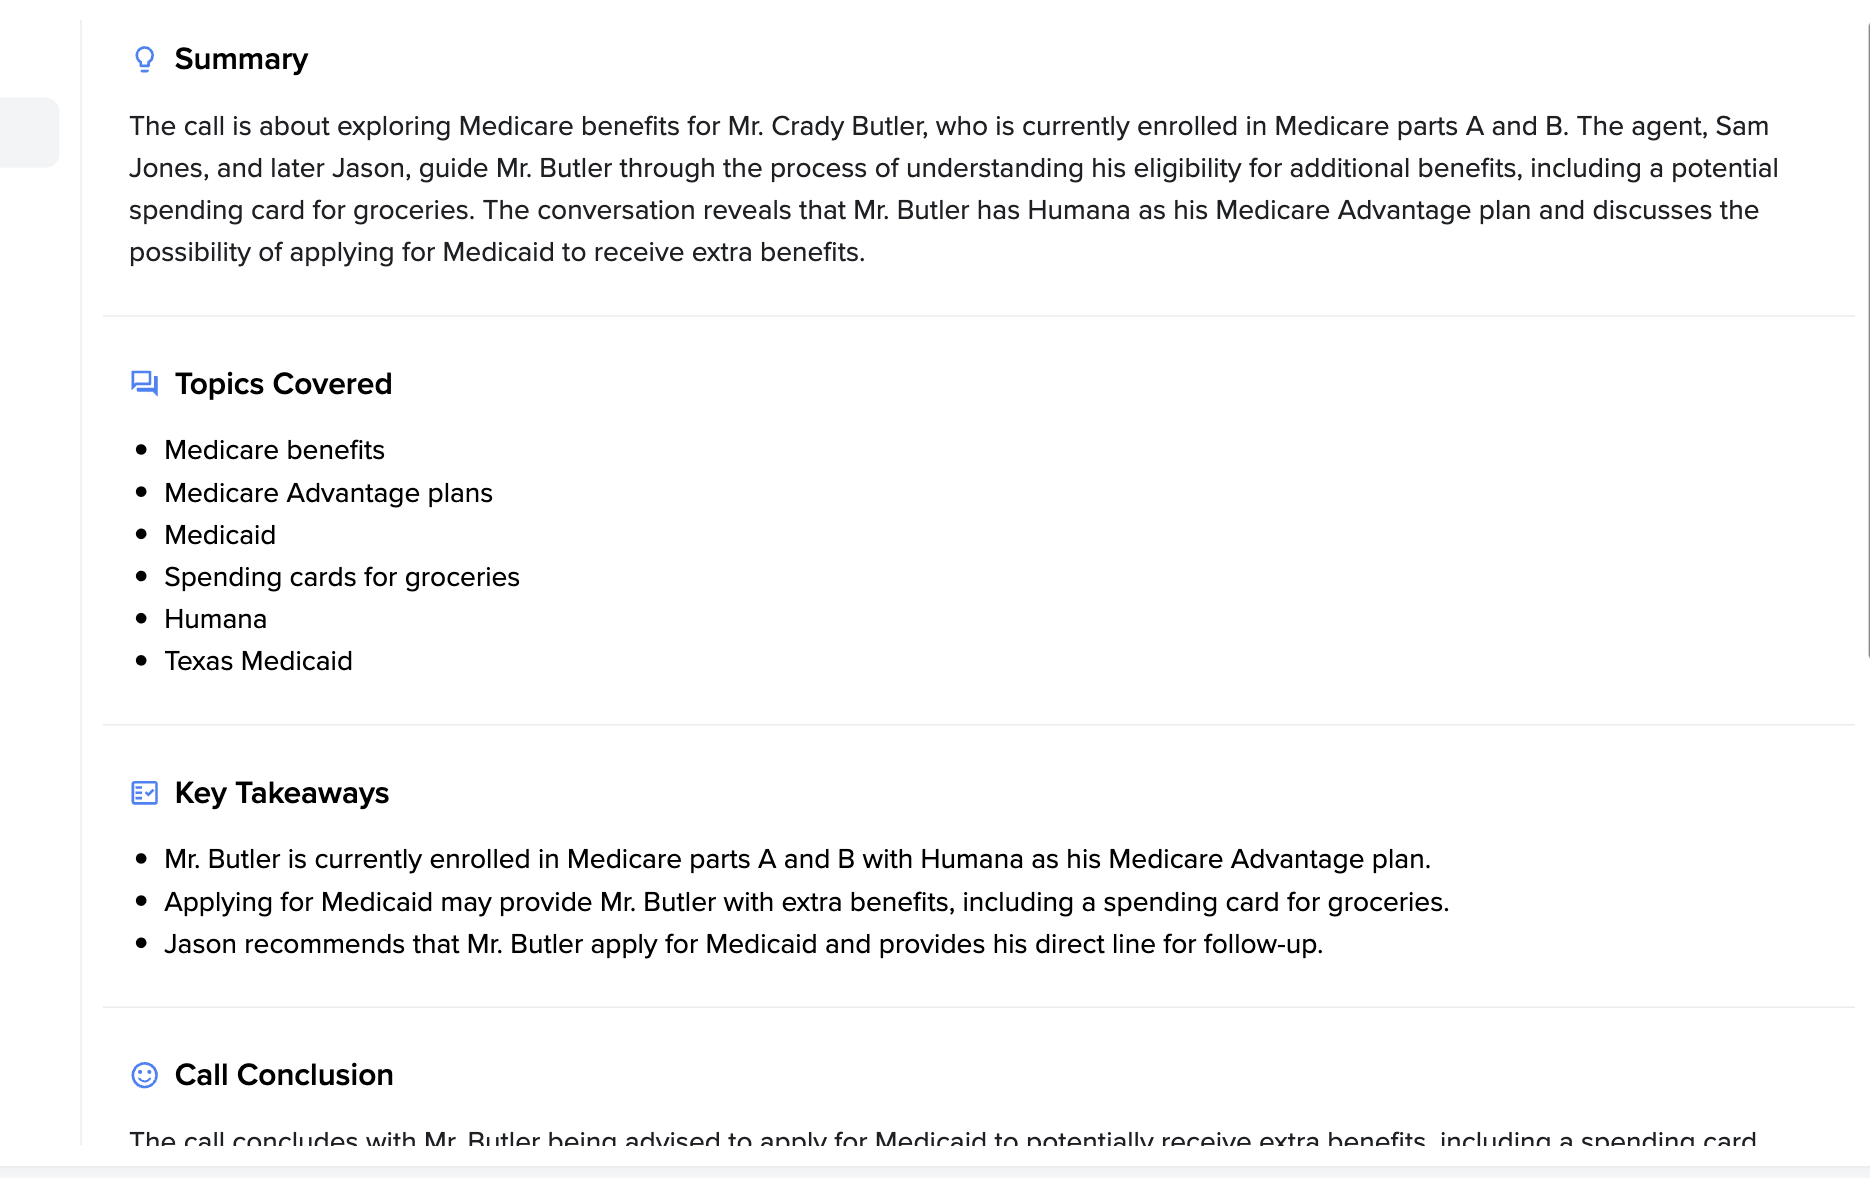 Summary
The call is about exploring Medicare benefits for Mr. Crady Butler, who is currently enrolled in Medicare parts A and B. The agent, Sam
Jones, and later Jason, guide Mr. Butler through the process of understanding his eligibility for additional benefits, including a potential
spending card for groceries. The conversation reveals that Mr. Butler has Humana as his Medicare Advantage plan and discusses the
possibility of applying for Medicaid to receive extra benefits.
Topics Covered
• Medicare benefits
• Medicare Advantage plans
• Medicaid
• Spending cards for groceries
• Humana
• Texas Medicaid
Key Takeaways
• Mr. Butler is currently enrolled in Medicare parts A and B with Humana as his Medicare Advantage plan.
• Applying for Medicaid may provide Mr. Butler with extra benefits, including a spending card for groceries.
• Jason recommends that Mr. Butler apply for Medicaid and provides his direct line for follow-up.
Call Conclusion
The call concludes with Mr. Butler being advised to apply for Medicaid to potentially receive extra benefits, including a spending card